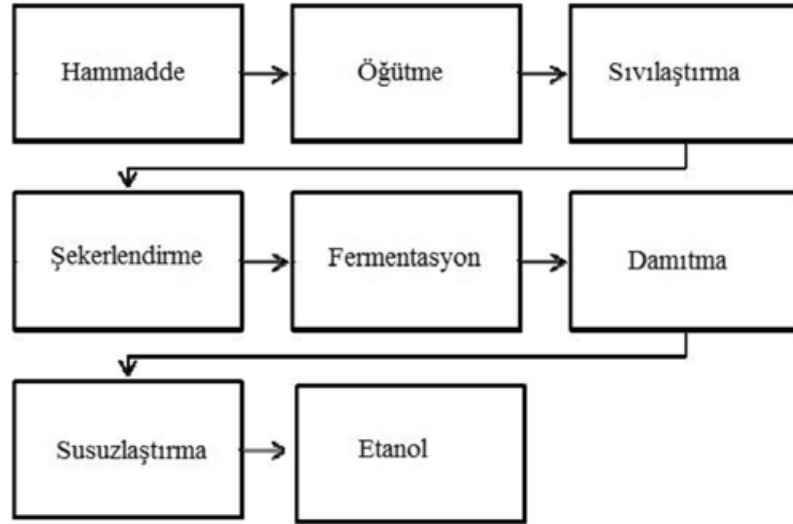 Hammadde
Öğütme
Sıvılaştırma
Şekerlendirme
Fermentasyon
Damıtma
Susuzlaştırma
Etanol